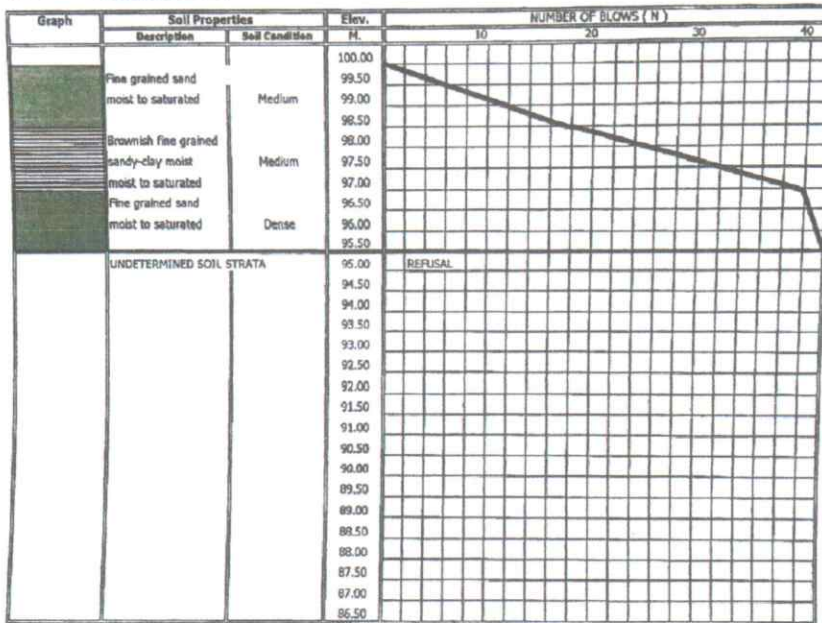 Graph Soil Properties Elev. NUMBER OF BLOWS ( N )
Description Soil Condition M. 10 20 30 40
100.00
Fine grained sand 99.50
moist to saturated Medium 99.00
98.50
Brownish fine grained 98.00
sandy-clay moist Medium 97.50
moist to saturated 97.00
Fine grained sand 96.50
moist to saturated Dense 96.00
95.50
UNDETERMINED SOIL STRATA 95.00 REFUSAL
94.50
94.00
93.50
93.00
92.50
92.00
91.50
91.00
90.50
90.00
89.50
89.00
88.50
88.00
87.50
87.00
86.50